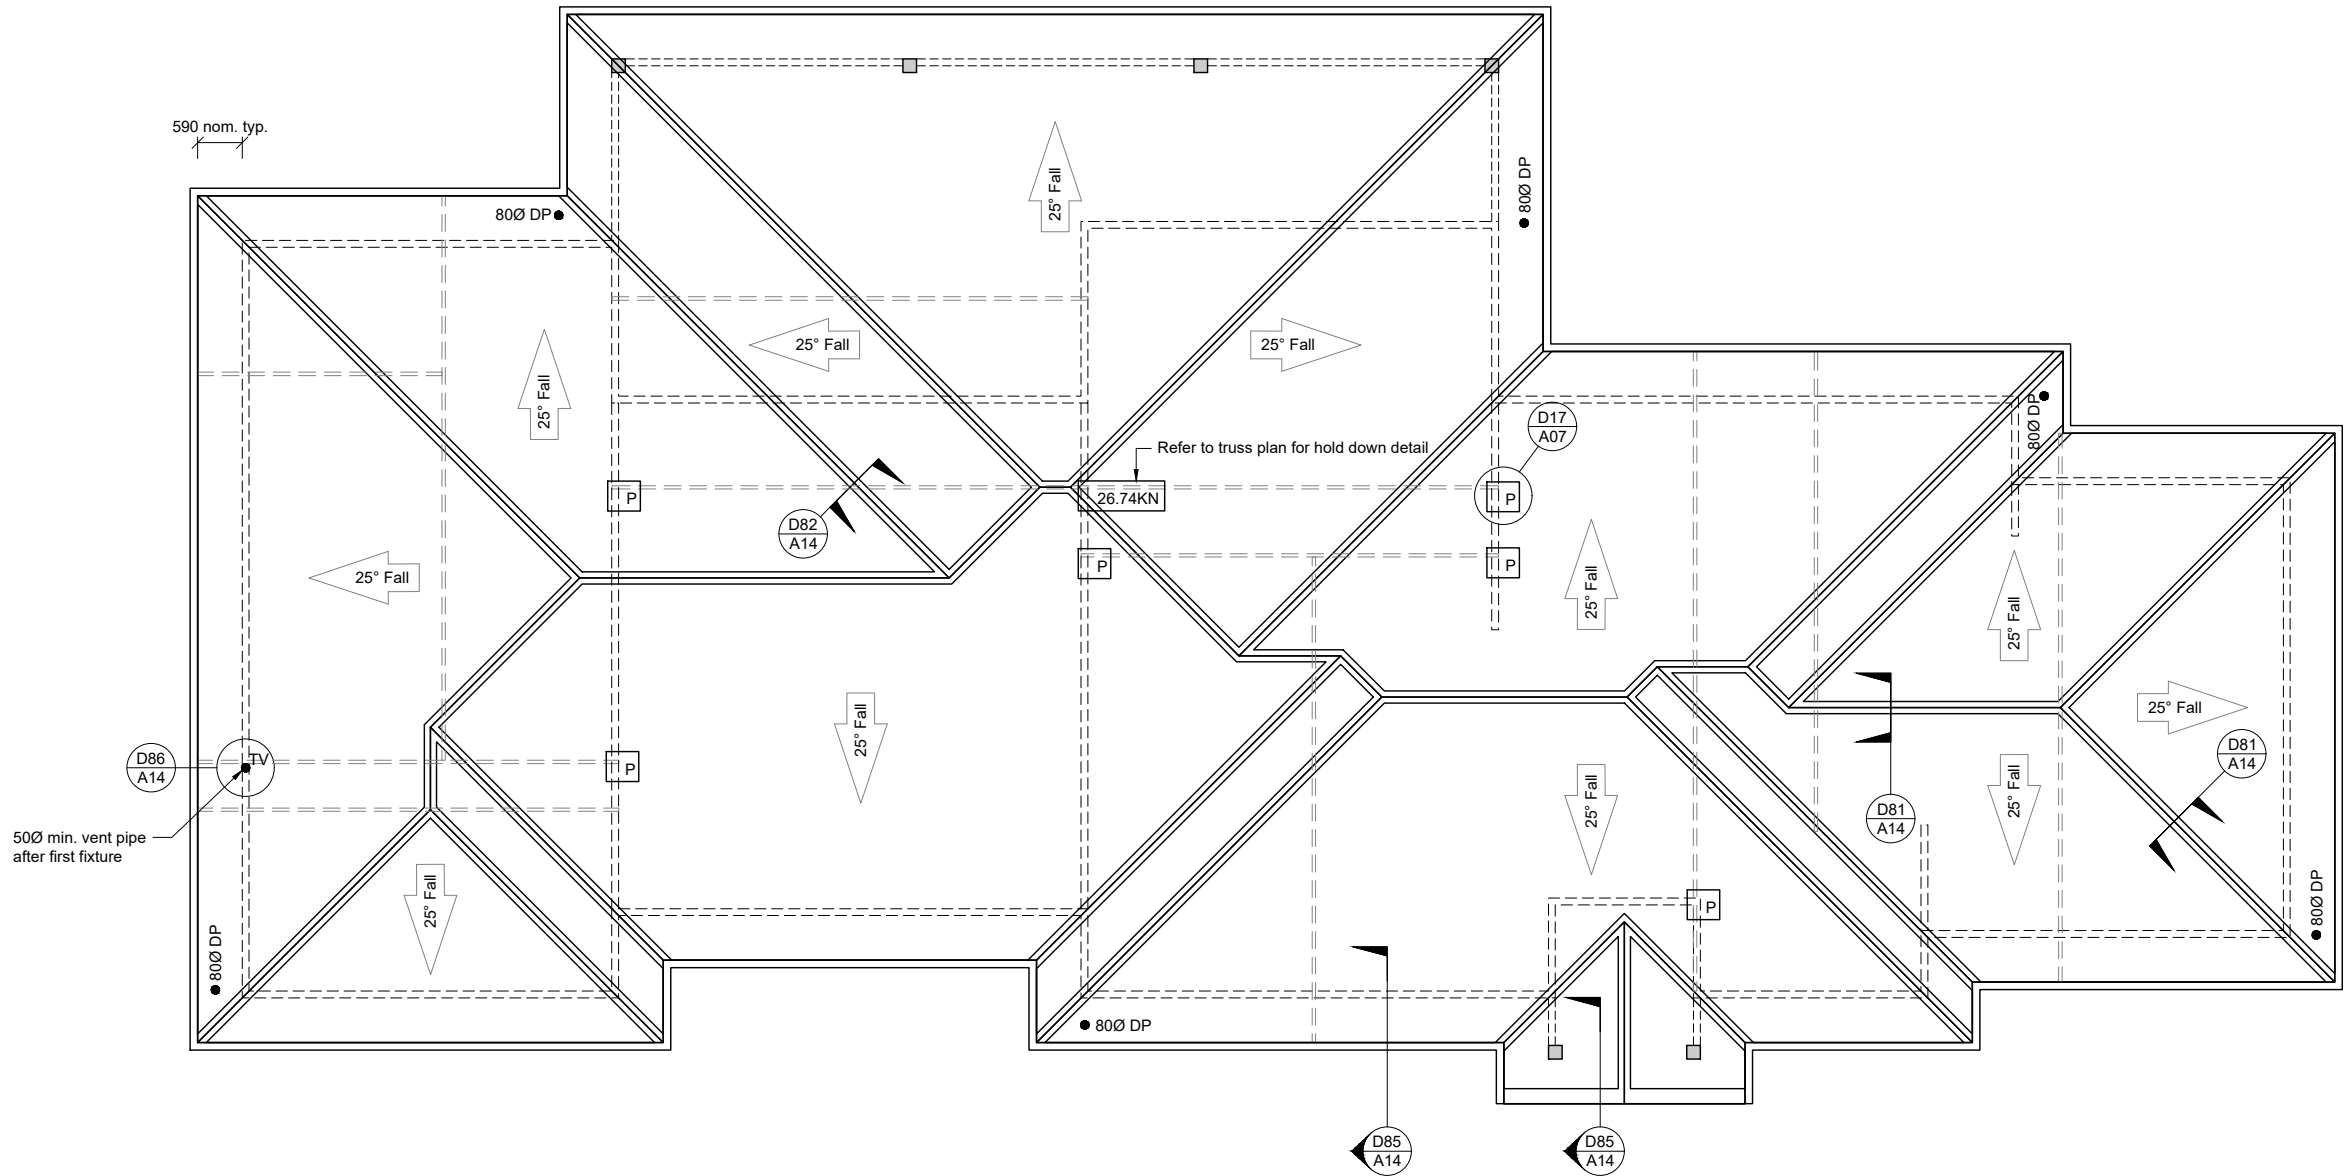 590 nom. typ.
80Ø DP
25° Fall
80Ø DP
25° Fall
25° Fall
25° Fall
80Ø DP
D17
A07
Refer to truss plan for hold down detail
26.74KN
P
P
D82
A14
P
P
25° Fall
25° Fall
25° Fall
25° Fall
25° Fall
D86
A14
TV
P
25° Fall
25° Fall
25° Fall
D81
A14
D81
A14
50Ø min. vent pipe
after first fixture
25° Fall
P
80Ø DP
80Ø DP
80Ø DP
D85
A14
D85
A14